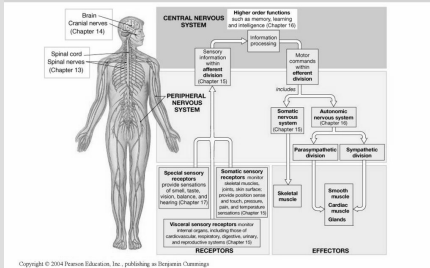 Brain
Cranial nerves
(Chapter 14)
Spinal cord
Spinal nerves
(Chapter 13)
PERIPHERAL
NERVOUS
SYSTEM
CENTRAL NERVOUS
SYSTEM
Higher order functions
such as memory, learning
and intelligence (Chapter 16)
Information
processing
Sensory
information
within
afferent
division
(Chapter 15)
Motor
commands
within
efferent
division
includes
Somatic
nervous
system
(Chapter 15)
Autonomic
nervous system
(Chapter 16)
Parasympathetic
division
Sympathetic
division
Special sensory
receptors
provide sensations
of smell, taste,
vision, balance, and
hearing (Chapter 17)
Somatic sensory
receptors monitor
skeletal muscles,
joints, skin surface;
provide position sense
and touch, pressure,
pain, and temperature
sensations (Chapter 15)
Visceral sensory receptors monitor
internal organs, including those of
cardiovascular, respiratory, digestive, urinary,
and reproductive systems (Chapter 15)
RECEPTORS
Skeletal
muscle
Smooth
muscle
Cardiac
muscle
Glands
EFFECTORS
Copyright © 2004 Pearson Education, Inc., publishing as Benjamin Cummings